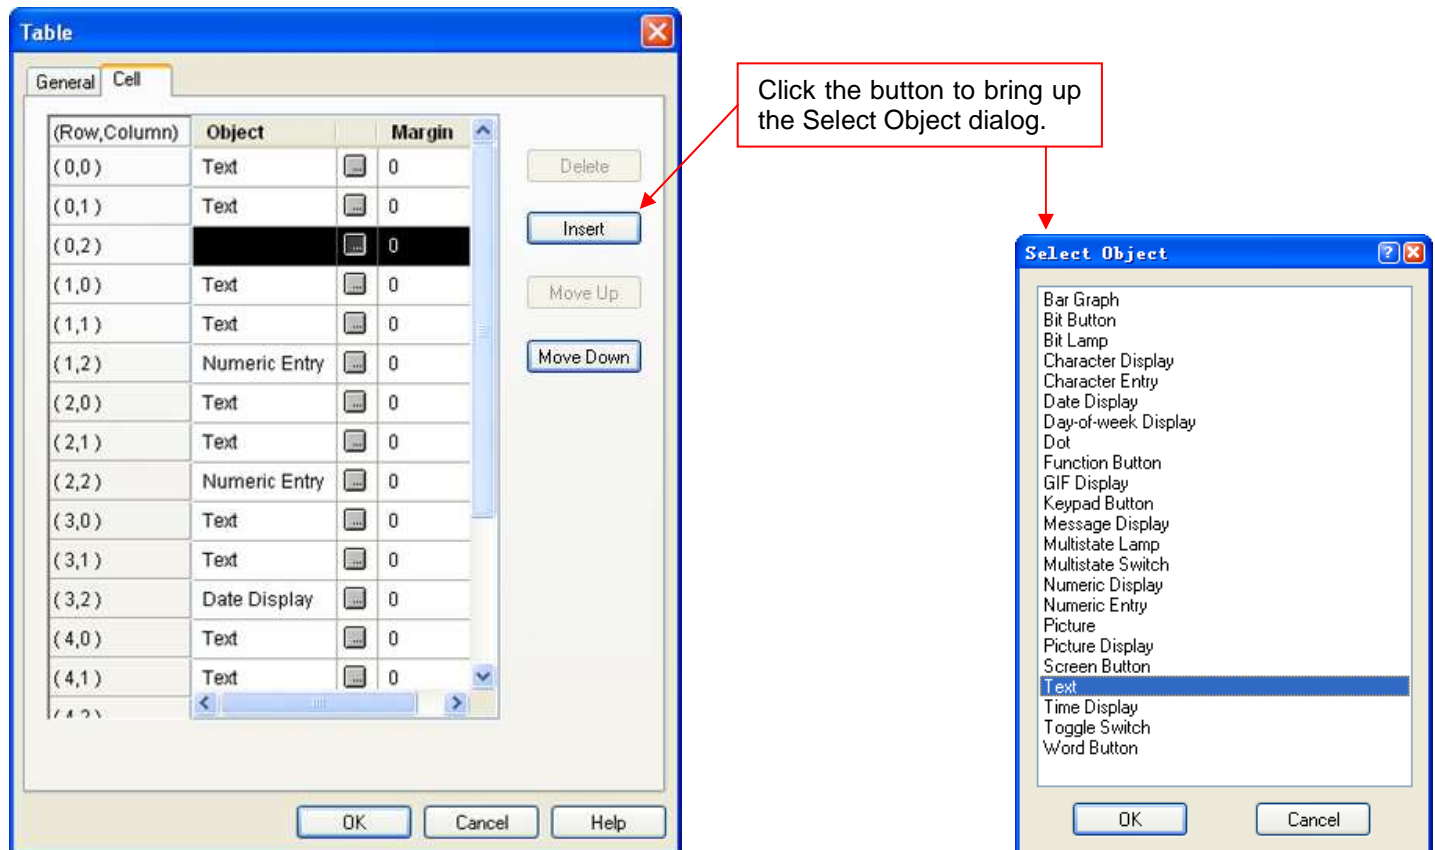 Table
General Cell
(Row,Column) Object Margin
(0,0) Text ... 0
(0,1) Text ... 0
(0,2) ... 0
(1,0) Text ... 0
(1,1) Text ... 0
(1,2) Numeric Entry ... 0
(2,0) Text ... 0
(2,1) Text ... 0
(2,2) Numeric Entry ... 0
(3,0) Text ... 0
(3,1) Text ... 0
(3,2) Date Display ... 0
(4,0) Text ... 0
(4,1) Text ... 0
(4,2)
Delete
Insert
Move Up
Move Down
OK Cancel Help
Click the button to bring up
the Select Object dialog.
Select Object
Bar Graph
Bit Button
Bit Lamp
Character Display
Character Entry
Date Display
Day-of-week Display
Dot
Function Button
GIF Display
Keypad Button
Message Display
Multistate Lamp
Multistate Switch
Numeric Display
Numeric Entry
Picture
Picture Display
Screen Button
Text
Time Display
Toggle Switch
Word Button
OK Cancel